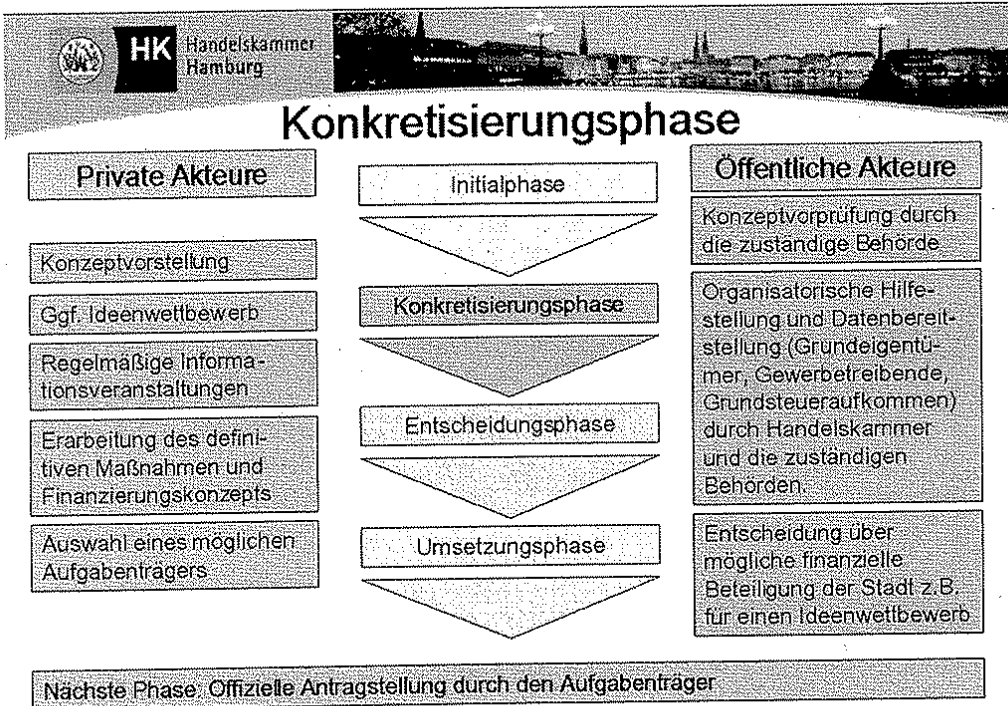 HK Handelskammer
Hamburg
Konkretisierungsphase
Private Akteure
Konzeptvorstellung
Ggf. Ideenwettbewerb
Regelmäßige Informa-
tionsveranstaltungen
Erarbeitung des defini-
tiven Maßnahmen und
Finanzierungskonzepts
Auswahl eines möglichen
Aufgabenträgers
Initialphase
Konkretisierungsphase
Entscheidungsphase
Umsetzungsphase
Öffentliche Akteure
Konzeptvorprüfung durch
die zuständige Behörde
Organisatorische Hilfe-
stellung und Datenbereit-
stellung (Grundeigentü-
mer, Gewerbetreibende,
Grundsteueraufkommen)
durch Handelskammer
und die zuständigen
Behörden.
Entscheidung über
mögliche finanzielle
Beteiligung der Stadt z.B.
für einen Ideenwettbewerb
Nächste Phase: Offizielle Antragstellung durch den Aufgabenträger